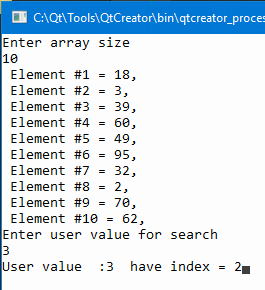 C:\Qt\Tools\QtCreator\bin\qtcreator_proces
Enter array size
10
Element #1 = 18,
Element #2 = 3,
Element #3 = 39,
Element #4 = 60,
Element #5 = 49,
Element #6 = 95,
Element #7 = 32,
Element #8 = 2,
Element #9 = 70,
Element #10 = 62,
Enter user value for search
3
User value  :3  have index = 2